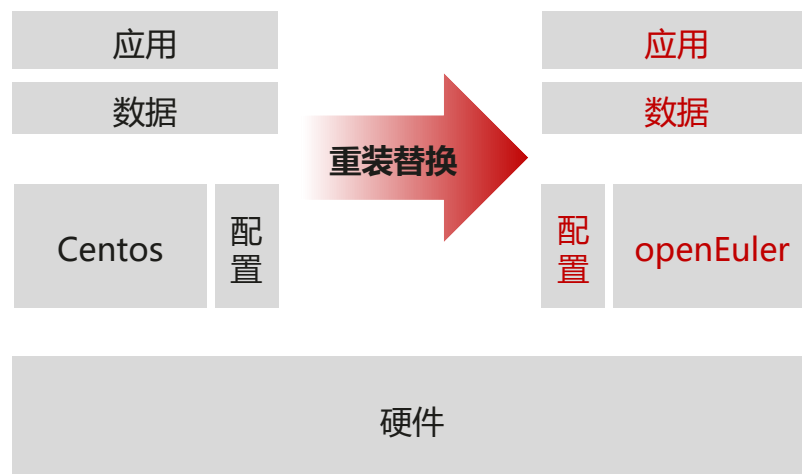 应用
数据
Centos
配
置
重装替换
应用
数据
配
置
openEuler
硬件